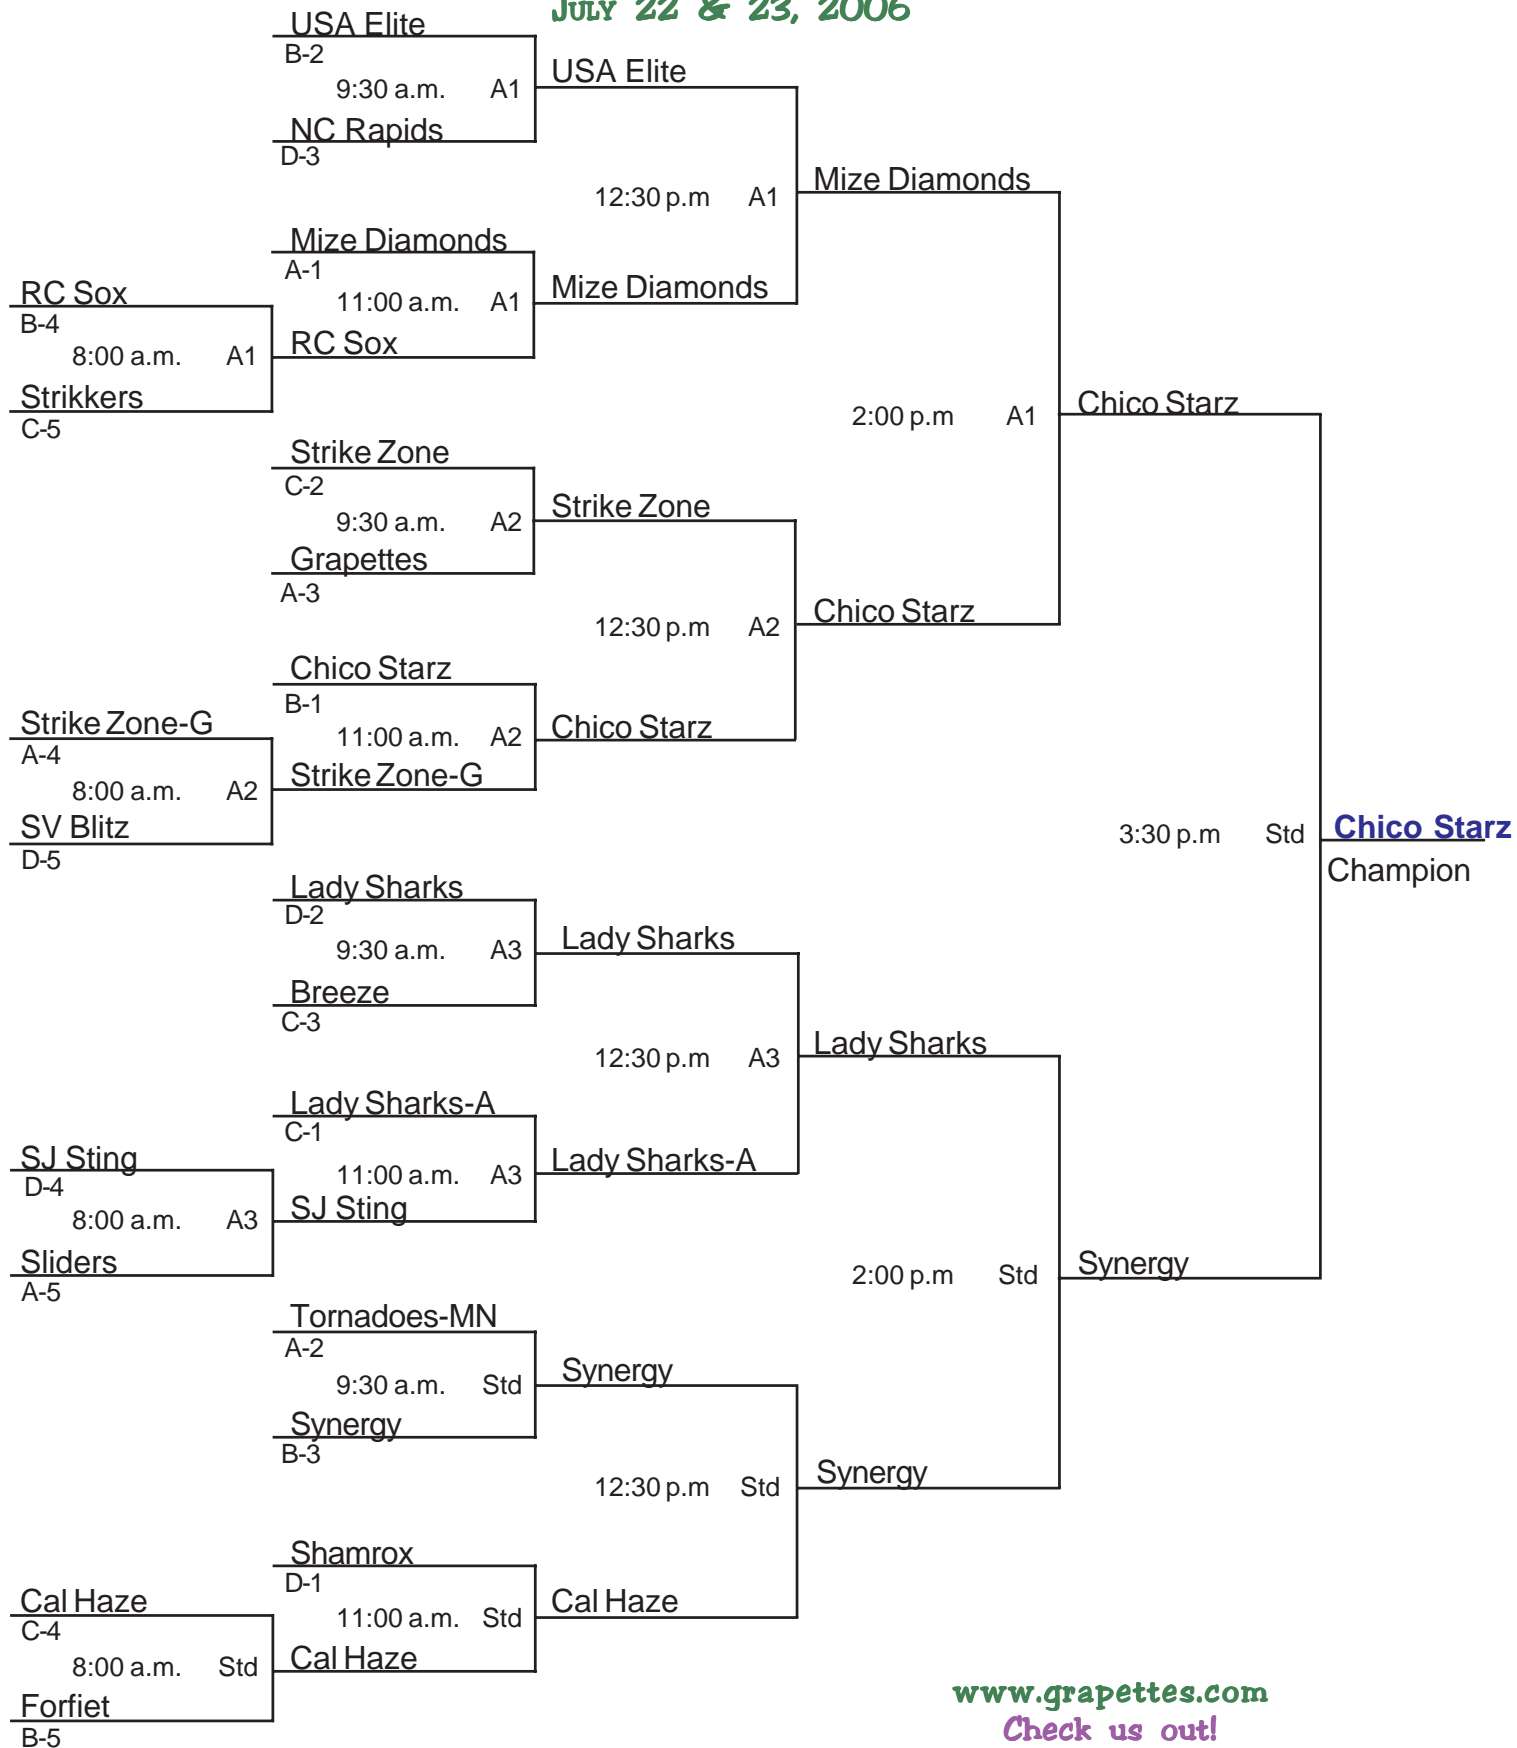 JULY 22 & 23, 2006
USA Elite
B-2
9:30 a.m. A1
USA Elite
NC Rapids
D-3
12:30 p.m A1
Mize Diamonds
Mize Diamonds
A-1
11:00 a.m. A1
Mize Diamonds
RC Sox
B-4
8:00 a.m. A1
RC Sox
Strikkers
C-5
2:00 p.m A1
Chico Starz
Strike Zone
C-2
9:30 a.m. A2
Strike Zone
Grapettes
A-3
12:30 p.m A2
Chico Starz
Chico Starz
B-1
11:00 a.m. A2
Chico Starz
Strike Zone-G
A-4
8:00 a.m. A2
Strike Zone-G
SV Blitz
D-5
3:30 p.m Std
Chico Starz
Champion
Lady Sharks
D-2
9:30 a.m. A3
Lady Sharks
Breeze
C-3
12:30 p.m A3
Lady Sharks
Lady Sharks-A
C-1
11:00 a.m. A3
Lady Sharks-A
SJ Sting
D-4
8:00 a.m. A3
SJ Sting
Sliders
A-5
2:00 p.m Std
Synergy
Tornadoes-MN
A-2
9:30 a.m. Std
Synergy
Synergy
B-3
12:30 p.m Std
Synergy
Shamrox
D-1
11:00 a.m. Std
Cal Haze
Cal Haze
C-4
8:00 a.m. Std
Cal Haze
Forfiet
B-5
www.grapettes.com
Check us out!